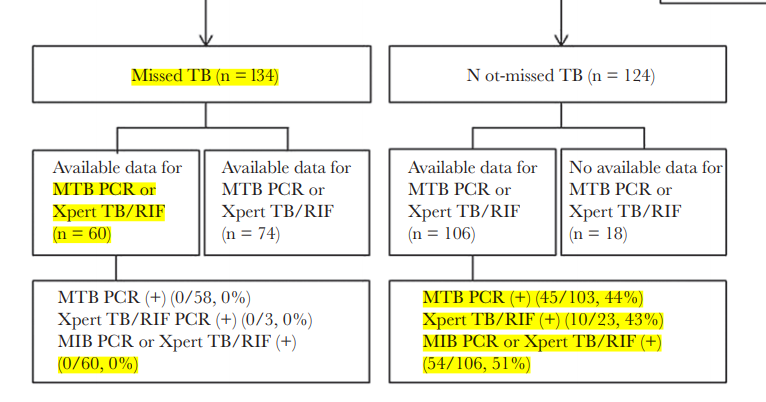 Missed TB (n = 134)
N ot-missed TB (n = 124)
Available data for
MTB PCR or
Xpert TB/RIF
(n = 60)
Available data for
MTB PCR or
Xpert TB/RIF
(n = 74)
Available data for
MTB PCR or
Xpert TB/RIF
(n = 106)
No available data for
MTB PCR or
Xpert TB/RIF
(n = 18)
MTB PCR (+) (0/58, 0%)
Xpert TB/RIF PCR (+) (0/3, 0%)
MIB PCR or Xpert TB/RIF (+)
(0/60, 0%)
MTB PCR (+) (45/103, 44%)
Xpert TB/RIF (+) (10/23, 43%)
MIB PCR or Xpert TB/RIF (+)
(54/106, 51%)